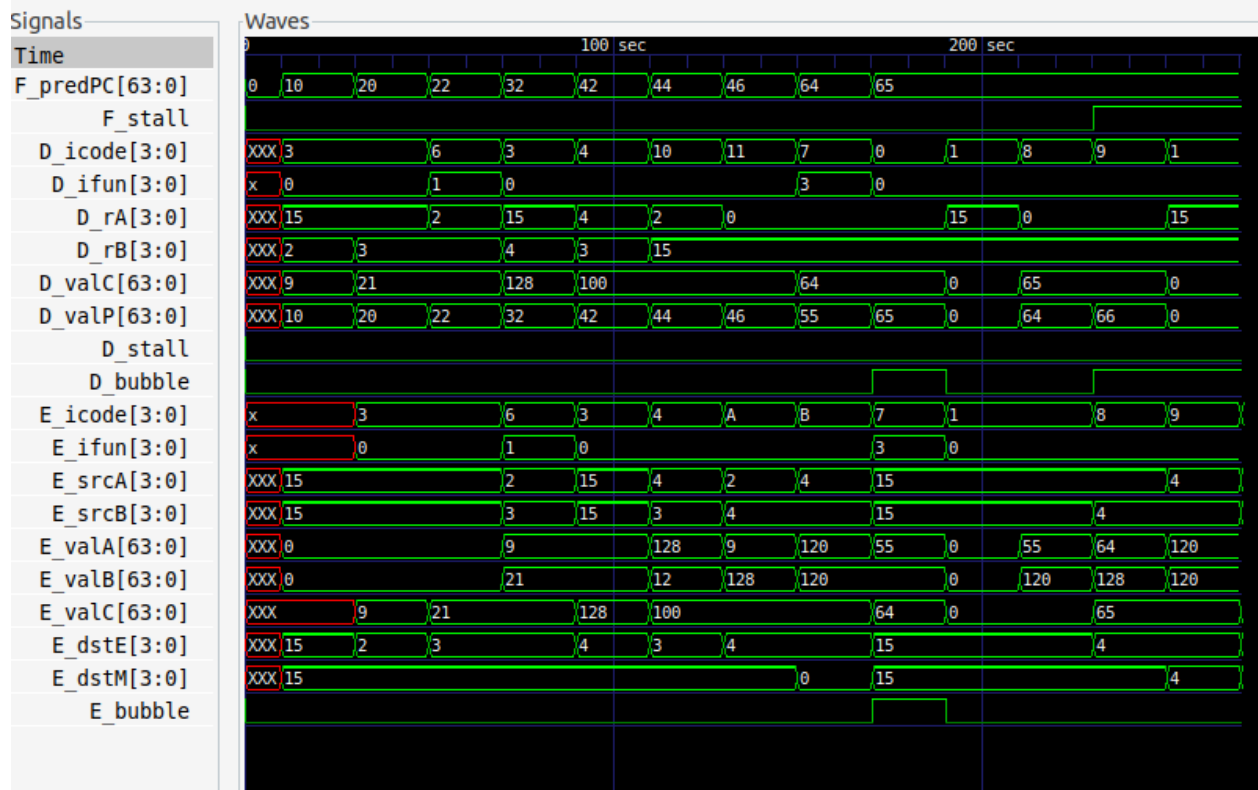 Signals Waves
Time 0 100 sec 200 sec
F_predPC[63:0] 0 10 20 22 32 42 44 46 64 65
F_stall
D_icode[3:0] XXX 3 6 3 4 10 11 7 0 1 8 9 1
D_ifun[3:0] x 0 1 0 3 0
D_rA[3:0] XXX 15 2 15 4 2 0 15 0 15
D_rB[3:0] XXX 2 3 4 3 15
D_valC[63:0] XXX 9 21 128 100 64 0 65 0
D_valP[63:0] XXX 10 20 22 32 42 44 46 55 65 0 64 66 0
D_stall
D_bubble
E_icode[3:0] x 3 6 3 4 A B 7 1 8 9
E_ifun[3:0] x 0 1 0 3 0
E_srcA[3:0] XXX 15 2 15 4 2 4 15 4
E_srcB[3:0] XXX 15 3 15 3 4 15 4
E_valA[63:0] XXX 0 9 128 9 120 55 0 55 64 120
E_valB[63:0] XXX 0 21 12 128 120 0 120 128 120
E_valC[63:0] XXX 9 21 128 100 64 0 65
E_dstE[3:0] XXX 15 2 3 4 3 4 15 4
E_dstM[3:0] XXX 15 0 15 4
E_bubble